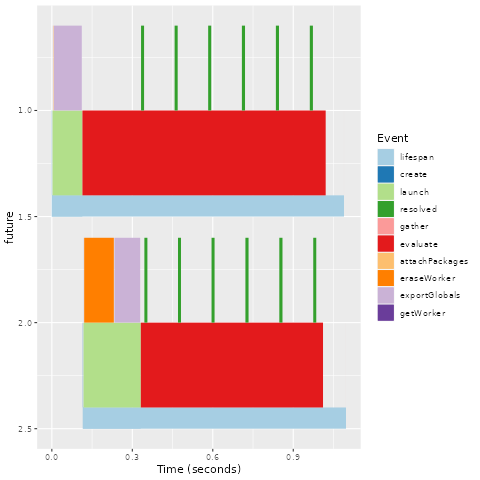 1.0
1.5
future
2.0
2.5
0.0 0.3 0.6 0.9
Time (seconds)
Event
lifespan
create
launch
resolved
gather
evaluate
attachPackages
eraseWorker
exportGlobals
getWorker